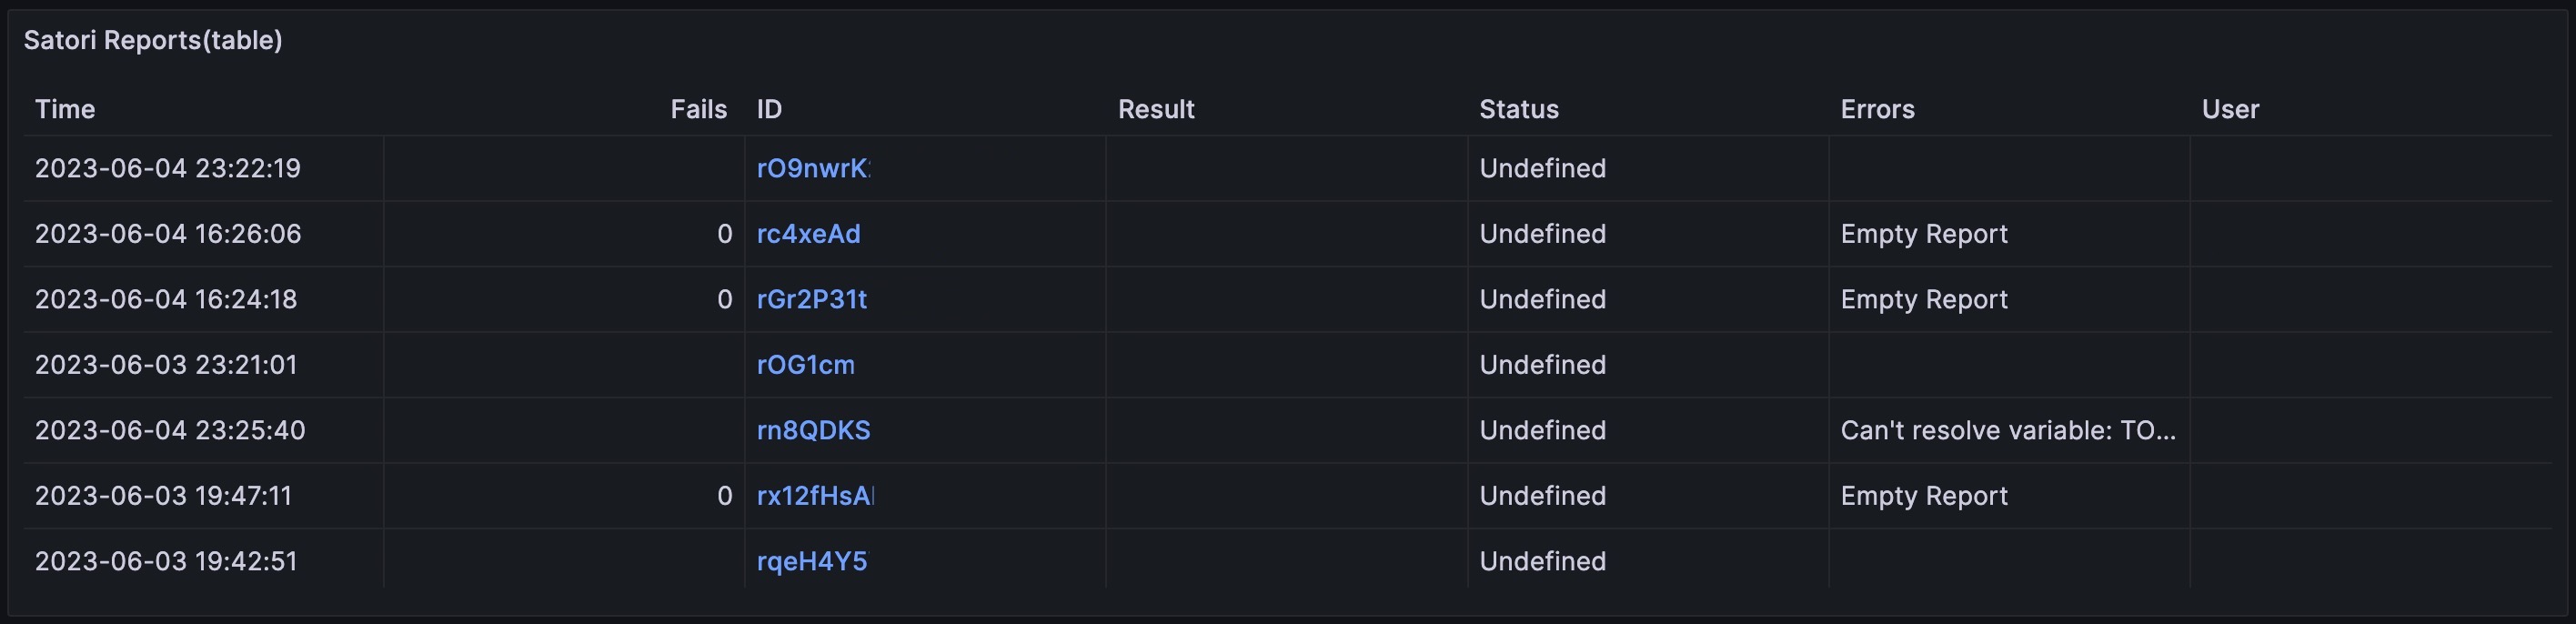 Satori Reports(table)
Time Fails ID Result Status Errors User
2023-06-04 23:22:19 rO9nwrK Undefined
2023-06-04 16:26:06 0 rc4xeAd Undefined Empty Report
2023-06-04 16:24:18 0 rGr2P31t Undefined Empty Report
2023-06-03 23:21:01 rOG1cm Undefined
2023-06-04 23:25:40 rn8QDKS Undefined Can't resolve variable: TO...
2023-06-03 19:47:11 0 rx12fHsA Undefined Empty Report
2023-06-03 19:42:51 rqeH4Y5 Undefined